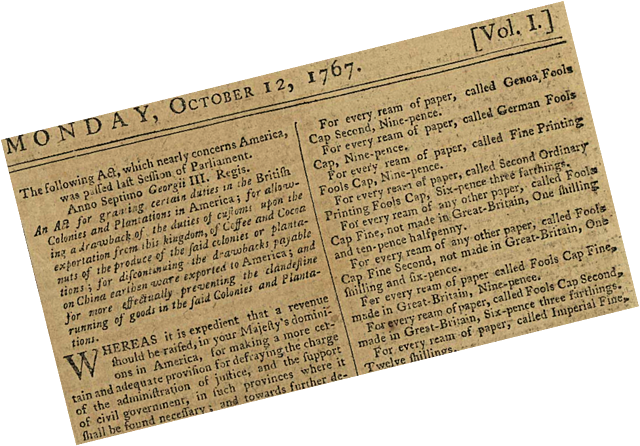 MONDAY, OCTOBER 12, 1767.
[Vol. I.]
The following Act, which nearly concerns America,
was passed last Session of Parliament.
Anno Septimo Georgii III. Regis.
An Act for granting certain duties in the British
Colonies and Plantations in America; for allow-
ing a drawback of the duties of customs upon the
exportation from this kingdom, of Coffee and Cocoa
nuts of the produce of the said colonies or planta-
tions; for discontinuing the drawbacks payable
on China earthen ware exported to America; and
for more effectually preventing the clandestine
running of goods in the said Colonies and Planta-
tions.
WHEREAS it is expedient that a revenue
should be raised, in your Majesty's domini-
ons in America, for making a more cer-
tain and adequate provision for defraying the charge
of the administration of justice, and the support
of civil government, in such provinces where it
shall be found necessary; and towards further de-
For every ream of paper, called Genoa Fools
Cap Second, Nine-pence.
For every ream of paper, called German Fools
Cap, Nine-pence.
For every ream of paper, called Fine Printing
Fools Cap, Nine-pence.
For every ream of paper, called Second Ordinary
Printing Fools Cap, Six-pence three farthings.
For every ream of any other paper, called Fools
Cap Fine, not made in Great-Britain, One shilling
and ten-pence halfpenny.
For every ream of any other paper, called Fools
Cap Fine Second, not made in Great-Britain, One
shilling and six-pence.
For every ream of paper called Fools Cap Fine,
made in Great-Britain, Nine-pence.
For every ream of paper, called Fools Cap Second,
made in Great-Britain, Six-pence three farthings.
For every ream of paper, called Imperial Fine,
Twelve shillings.